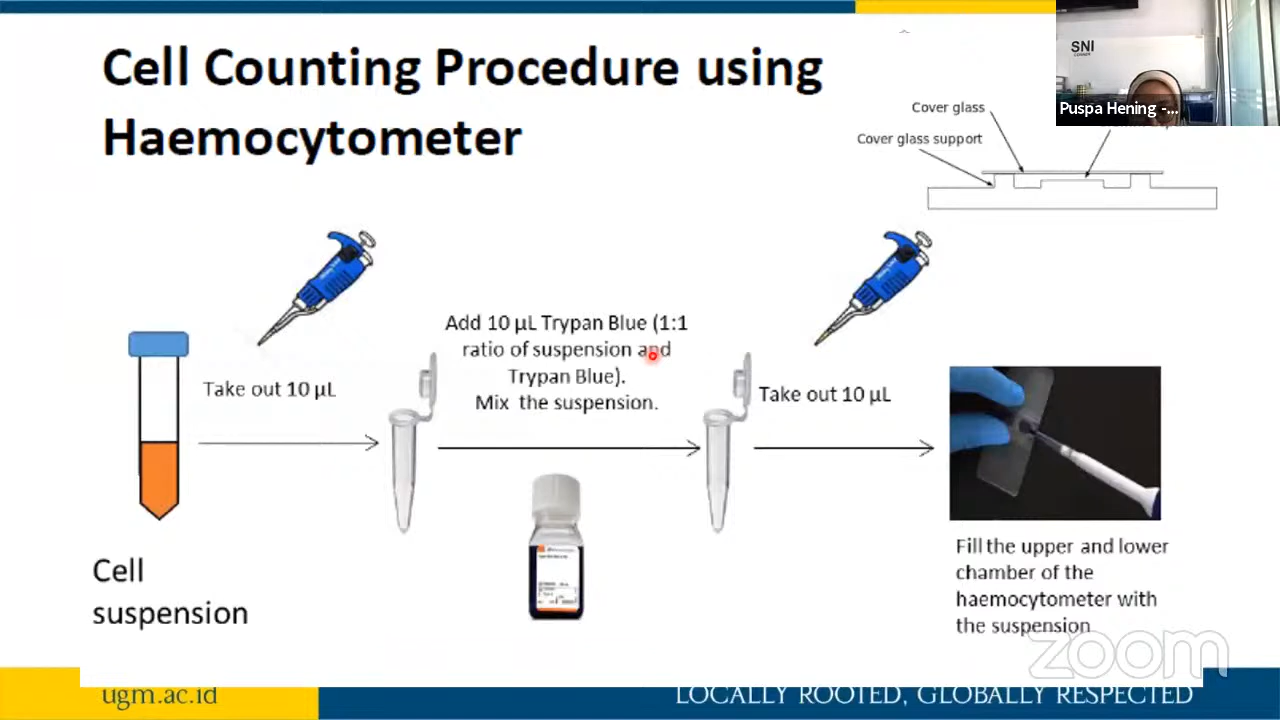 Cell Counting Procedure using
Haemocytometer
SNI
Puspa Hening -...
Cover glass
Cover glass support
Take out 10 µL
Add 10 µL Trypan Blue (1:1
ratio of suspension and
Trypan Blue).
Mix the suspension.
Take out 10 µL
Cell
suspension
Fill the upper and lower
chamber of the
haemocytometer with
the suspension
zoom
ugm.ac.id
LOCALLY ROOTED, GLOBALLY RESPECTED